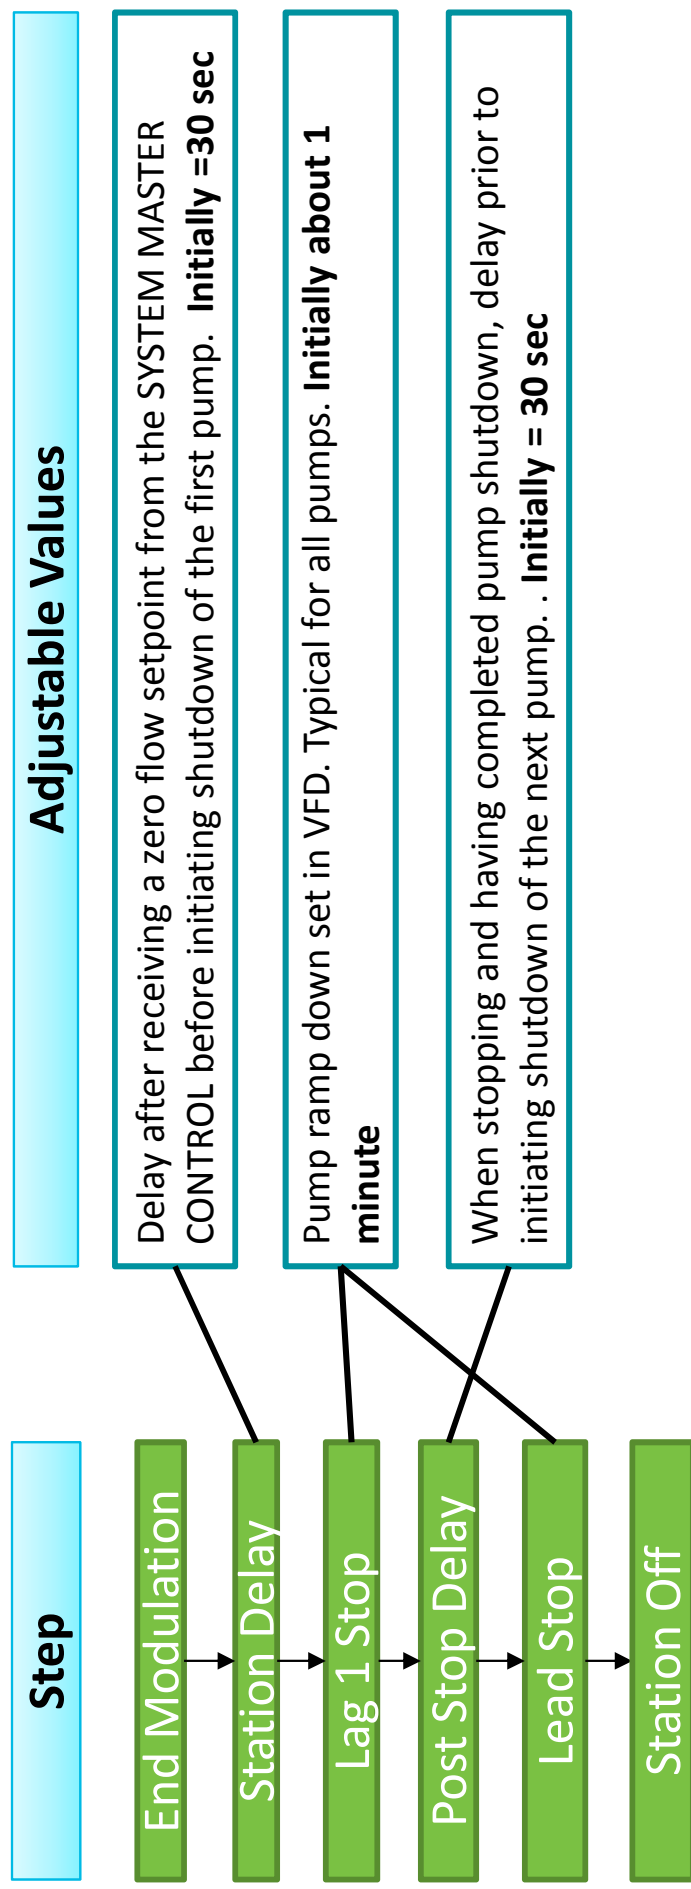 Step
Adjustable Values
End Modulation
Station Delay
Lag 1 Stop
Post Stop Delay
Lead Stop
Station Off
Delay after receiving a zero flow setpoint from the SYSTEM MASTER
CONTROL before initiating shutdown of the first pump.  Initially =30 sec
Pump ramp down set in VFD. Typical for all pumps. Initially about 1
minute
When stopping and having completed pump shutdown, delay prior to
initiating shutdown of the next pump. . Initially = 30 sec